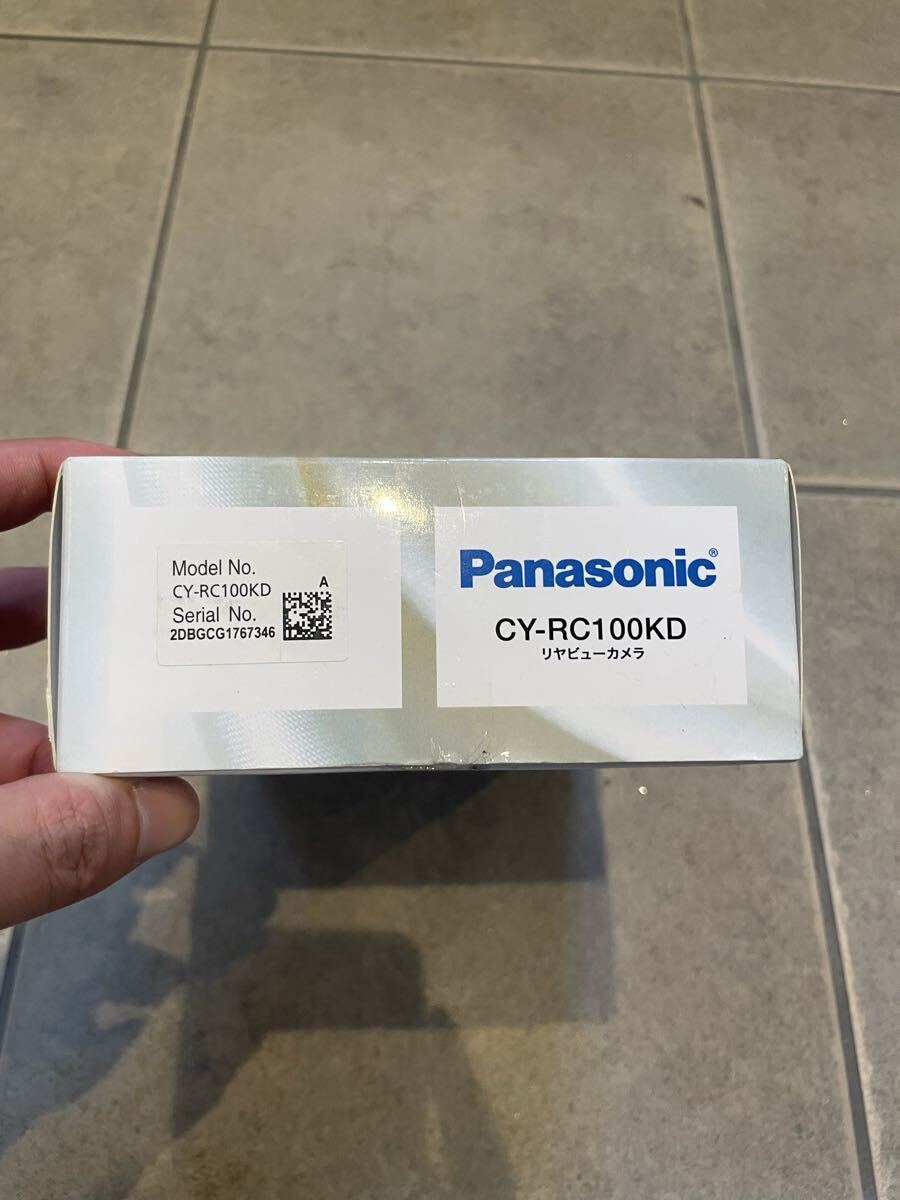 Model No.
CY-RC100KD
A
Serial No.
2DBGCG1767346
Panasonic®
CY-RC100KD
リヤビューカメラ